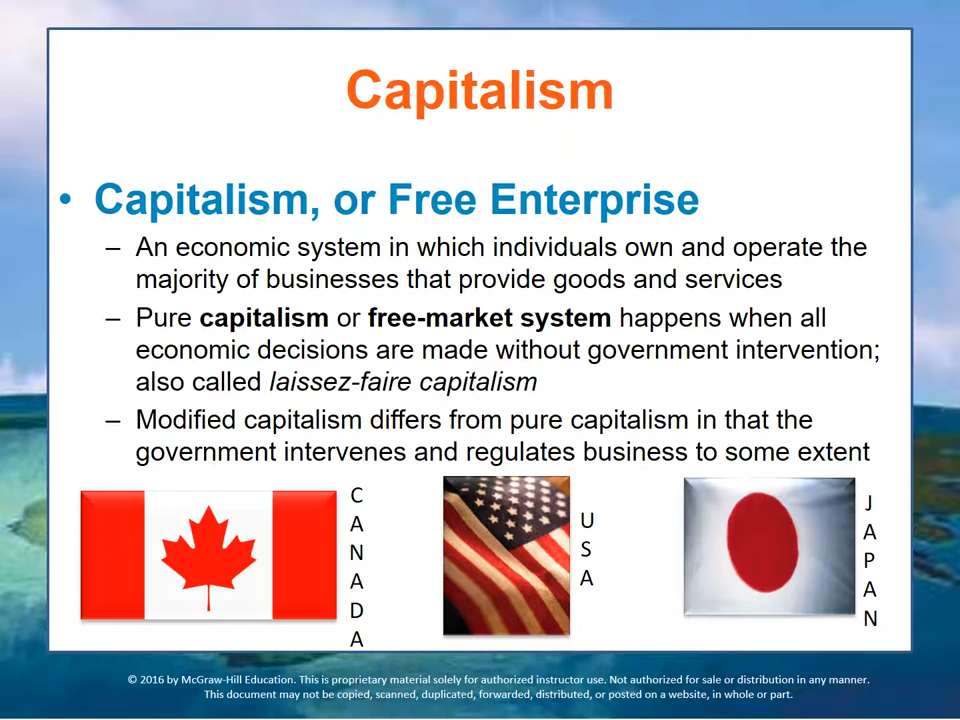 Capitalism
• Capitalism, or Free Enterprise
– An economic system in which individuals own and operate the
majority of businesses that provide goods and services
– Pure capitalism or free-market system happens when all
economic decisions are made without government intervention;
also called laissez-faire capitalism
– Modified capitalism differs from pure capitalism in that the
government intervenes and regulates business to some extent
C
A
N
A
D
A
U
S
A
J
A
P
A
N
© 2016 by McGraw-Hill Education. This is proprietary material solely for authorized instructor use. Not authorized for sale or distribution in any manner.
This document may not be copied, scanned, duplicated, forwarded, distributed, or posted on a website, in whole or part.